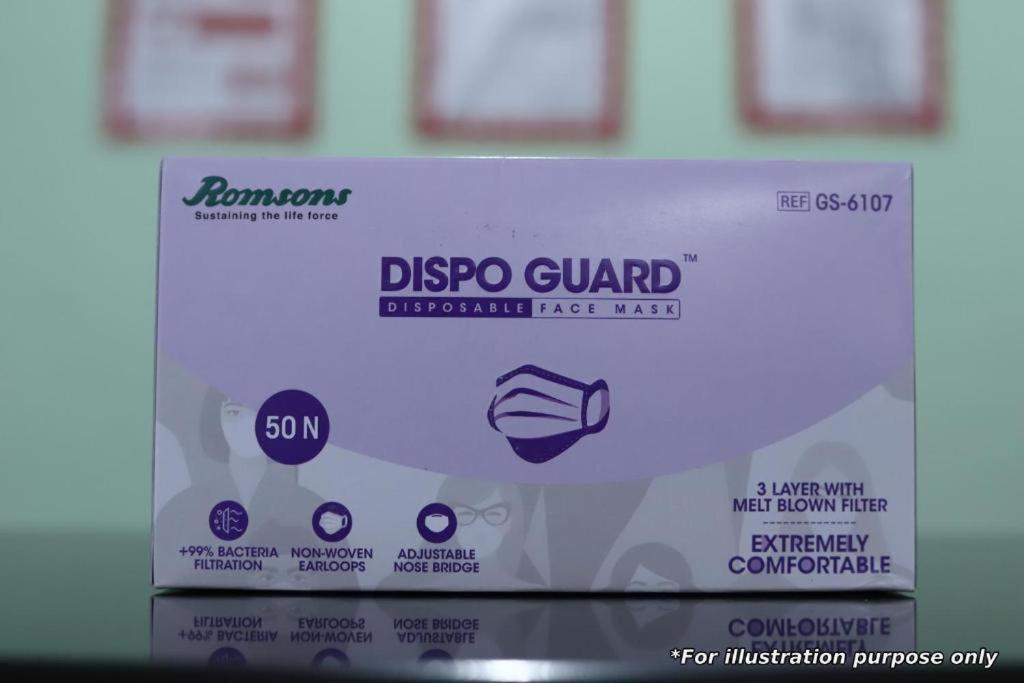 Romsons
Sustaining the life force
REF GS-6107
DISPO GUARD™
DISPOSABLE FACE MASK
50 N
+99% BACTERIA
FILTRATION
NON-WOVEN
EARLOOPS
ADJUSTABLE
NOSE BRIDGE
3 LAYER WITH
MELT BLOWN FILTER
EXTREMELY
COMFORTABLE
*For illustration purpose only